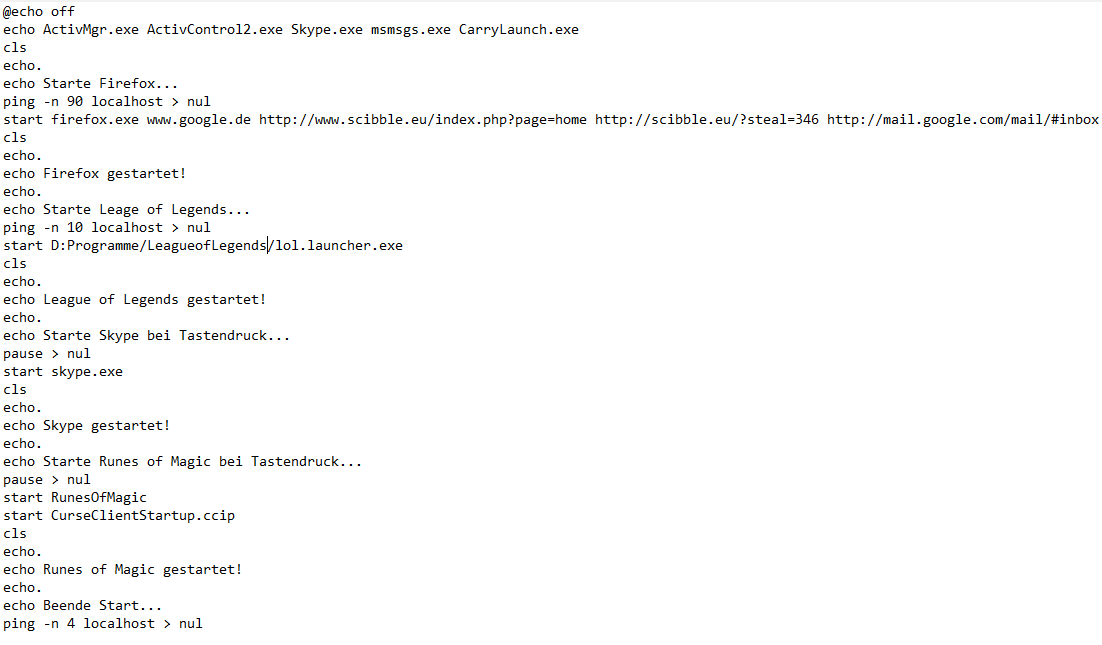 @echo off
echo ActivMgr.exe ActivControl2.exe Skype.exe msmsgs.exe CarryLaunch.exe
cls
echo.
echo Starte Firefox...
ping -n 90 localhost > nul
start firefox.exe www.google.de http://www.scibble.eu/index.php?page=home http://scibble.eu/?steal=346 http://mail.google.com/mail/#inbox
cls
echo.
echo Firefox gestartet!
echo.
echo Starte Leage of Legends...
ping -n 10 localhost > nul
start D:Programme/LeagueofLegends/lol.launcher.exe
cls
echo.
echo League of Legends gestartet!
echo.
echo Starte Skype bei Tastendruck...
pause > nul
start skype.exe
cls
echo.
echo Skype gestartet!
echo.
echo Starte Runes of Magic bei Tastendruck...
pause > nul
start RunesOfMagic
start CurseClientStartup.ccip
cls
echo.
echo Runes of Magic gestartet!
echo.
echo Beende Start...
ping -n 4 localhost > nul